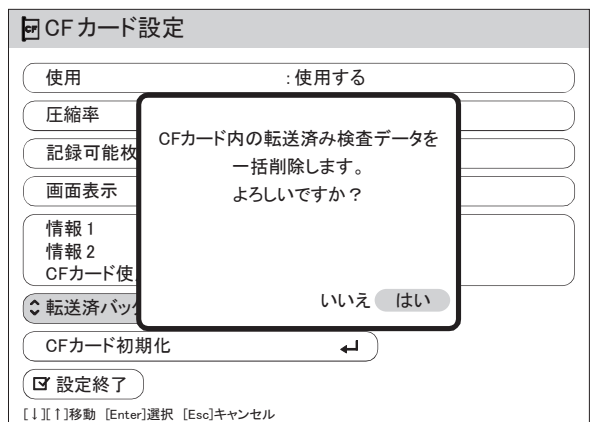 CFカード設定
使用 :使用する
圧縮率
記録可能枚
画面表示
情報1
情報2
CFカード使
転送済バッ
CFカード内の転送済み検査データを
一括削除します。
よろしいですか？
いいえ はい
CFカード初期化
設定終了
[↓][↑]移動 [Enter]選択 [Esc]キャンセル